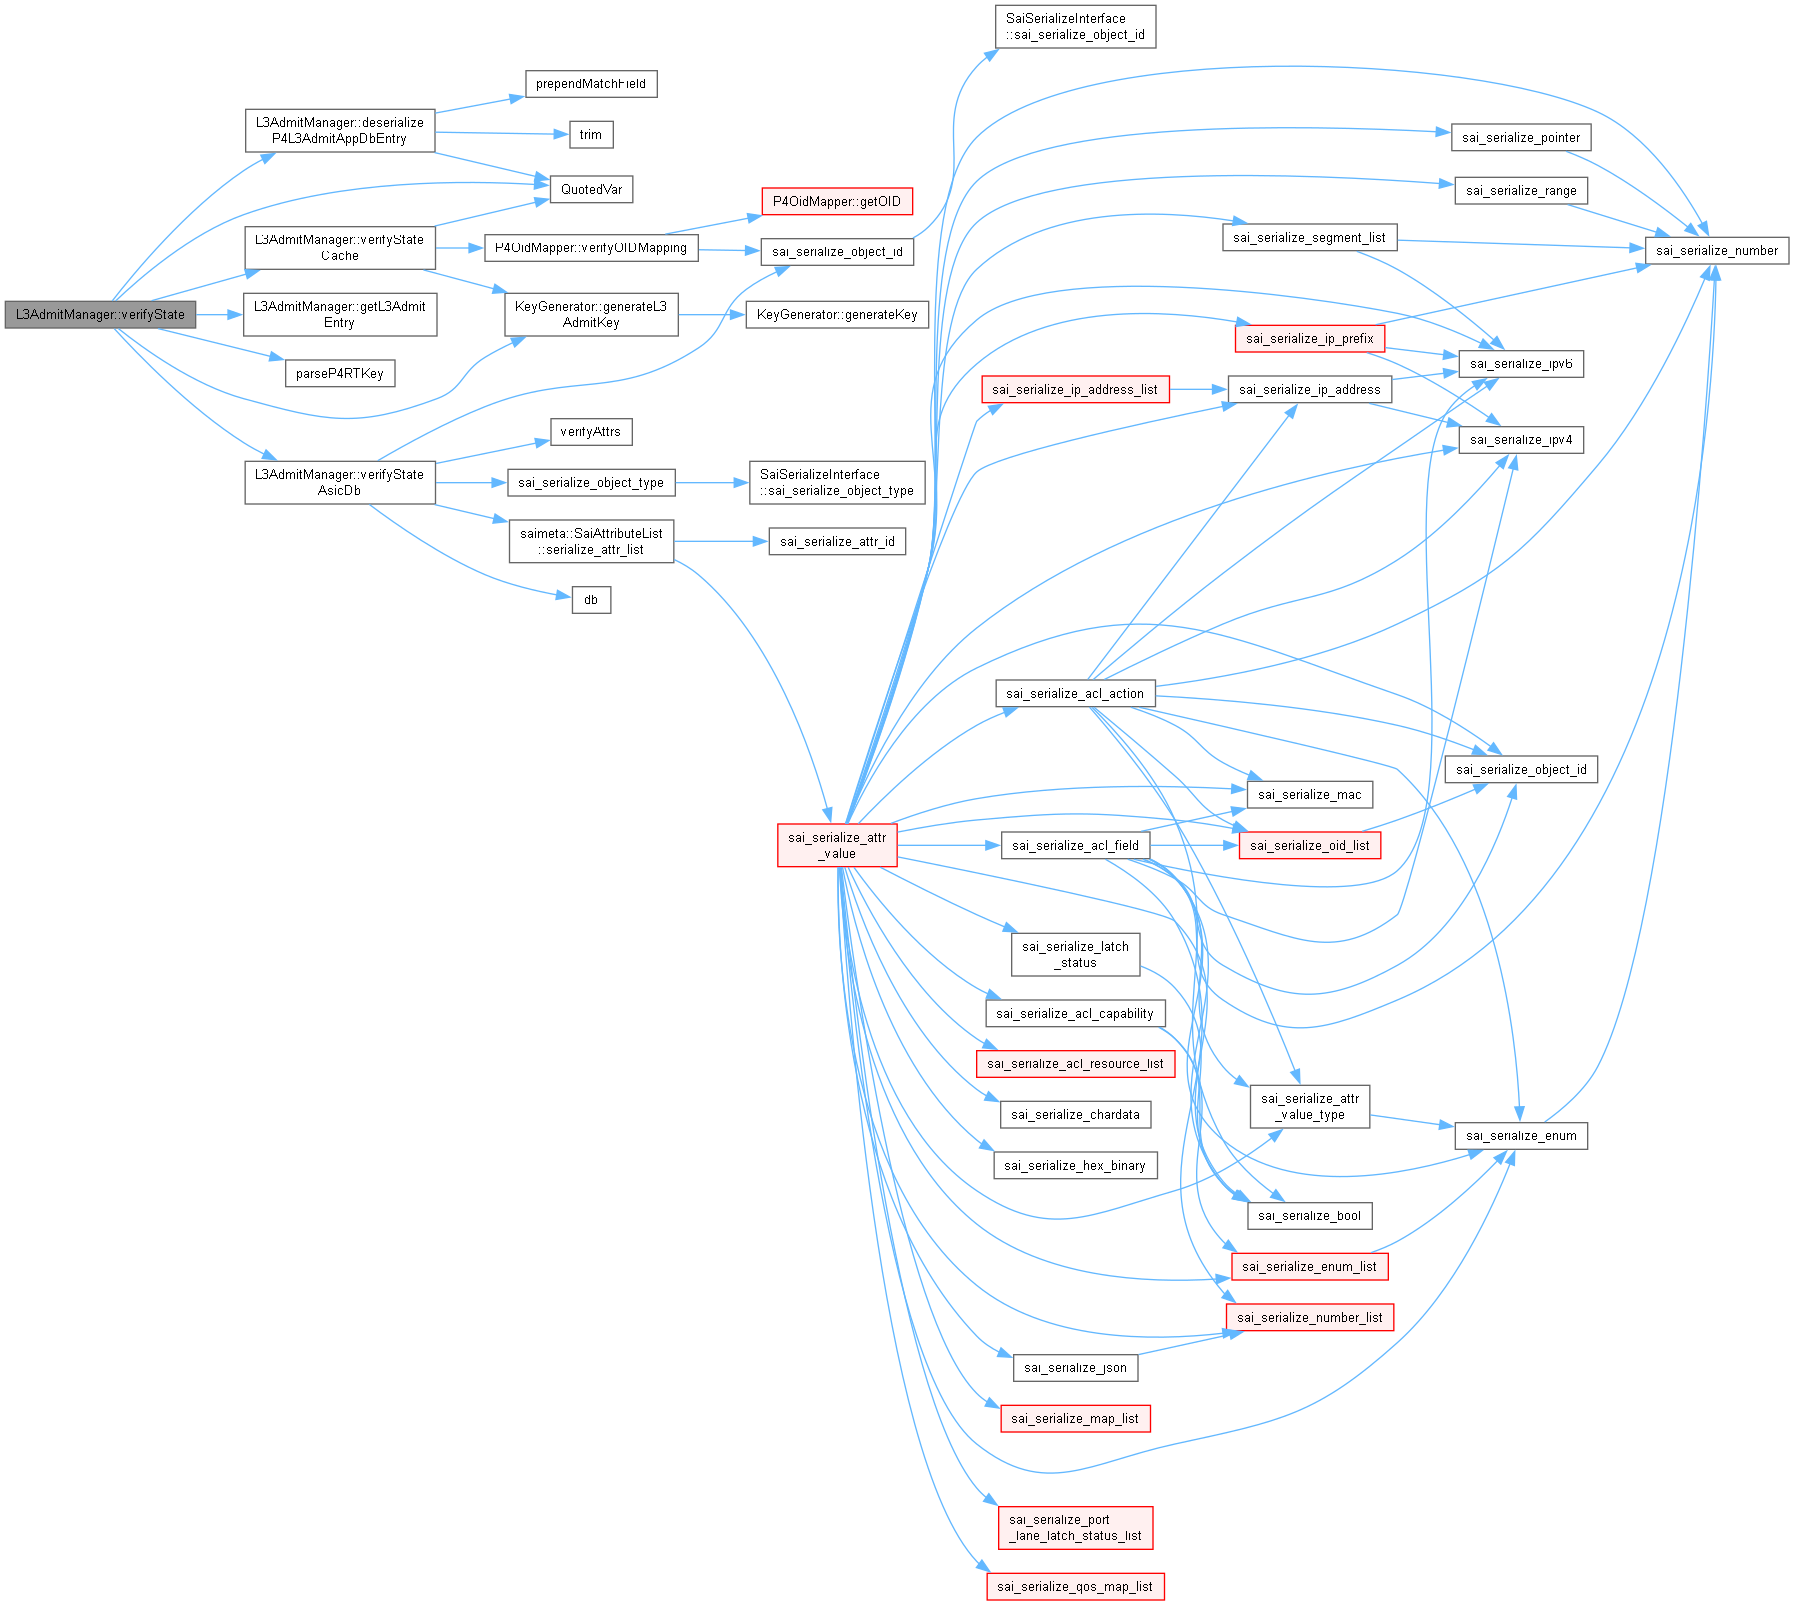 SaiSerializeInterface
::sai_serialize_object_id
prependMatchField
L3AdmitManager::deserialize
P4L3AdmitAppDbEntry
trim
sai_serialize_pointer
QuotedVar
sai_serialize_range
P4OidMapper::getOID
L3AdmitManager::verifyState
Cache
P4OidMapper::verifyOIDMapping
sai_serialize_object_id
sai_serialize_segment_list
sai_serialize_number
L3AdmitManager::verifyState
L3AdmitManager::getL3Admit
Entry
KeyGenerator::generateL3
AdmitKey
KeyGenerator::generateKey
sai_serialize_ip_prefix
sai_serialize_ipv6
parseP4RTKey
sai_serialize_ip_address_list
sai_serialize_ip_address
verifyAttrs
sai_serialize_ipv4
L3AdmitManager::verifyState
AsicDb
sai_serialize_object_type
SaiSerializeInterface
::sai_serialize_object_type
saimeta::SaiAttributeList
::serialize_attr_list
sai_serialize_attr_id
db
sai_serialize_acl_action
sai_serialize_object_id
sai_serialize_mac
sai_serialize_attr
_value
sai_serialize_acl_field
sai_serialize_oid_list
sai_serialize_latch
_status
sai_serialize_acl_capability
sai_serialize_acl_resource_list
sai_serialize_chardata
sai_serialize_attr
_value_type
sai_serialize_enum
sai_serialize_hex_binary
sai_serialize_bool
sai_serialize_enum_list
sai_serialize_number_list
sai_serialize_json
sai_serialize_map_list
sai_serialize_port
_lane_latch_status_list
sai_serialize_qos_map_list